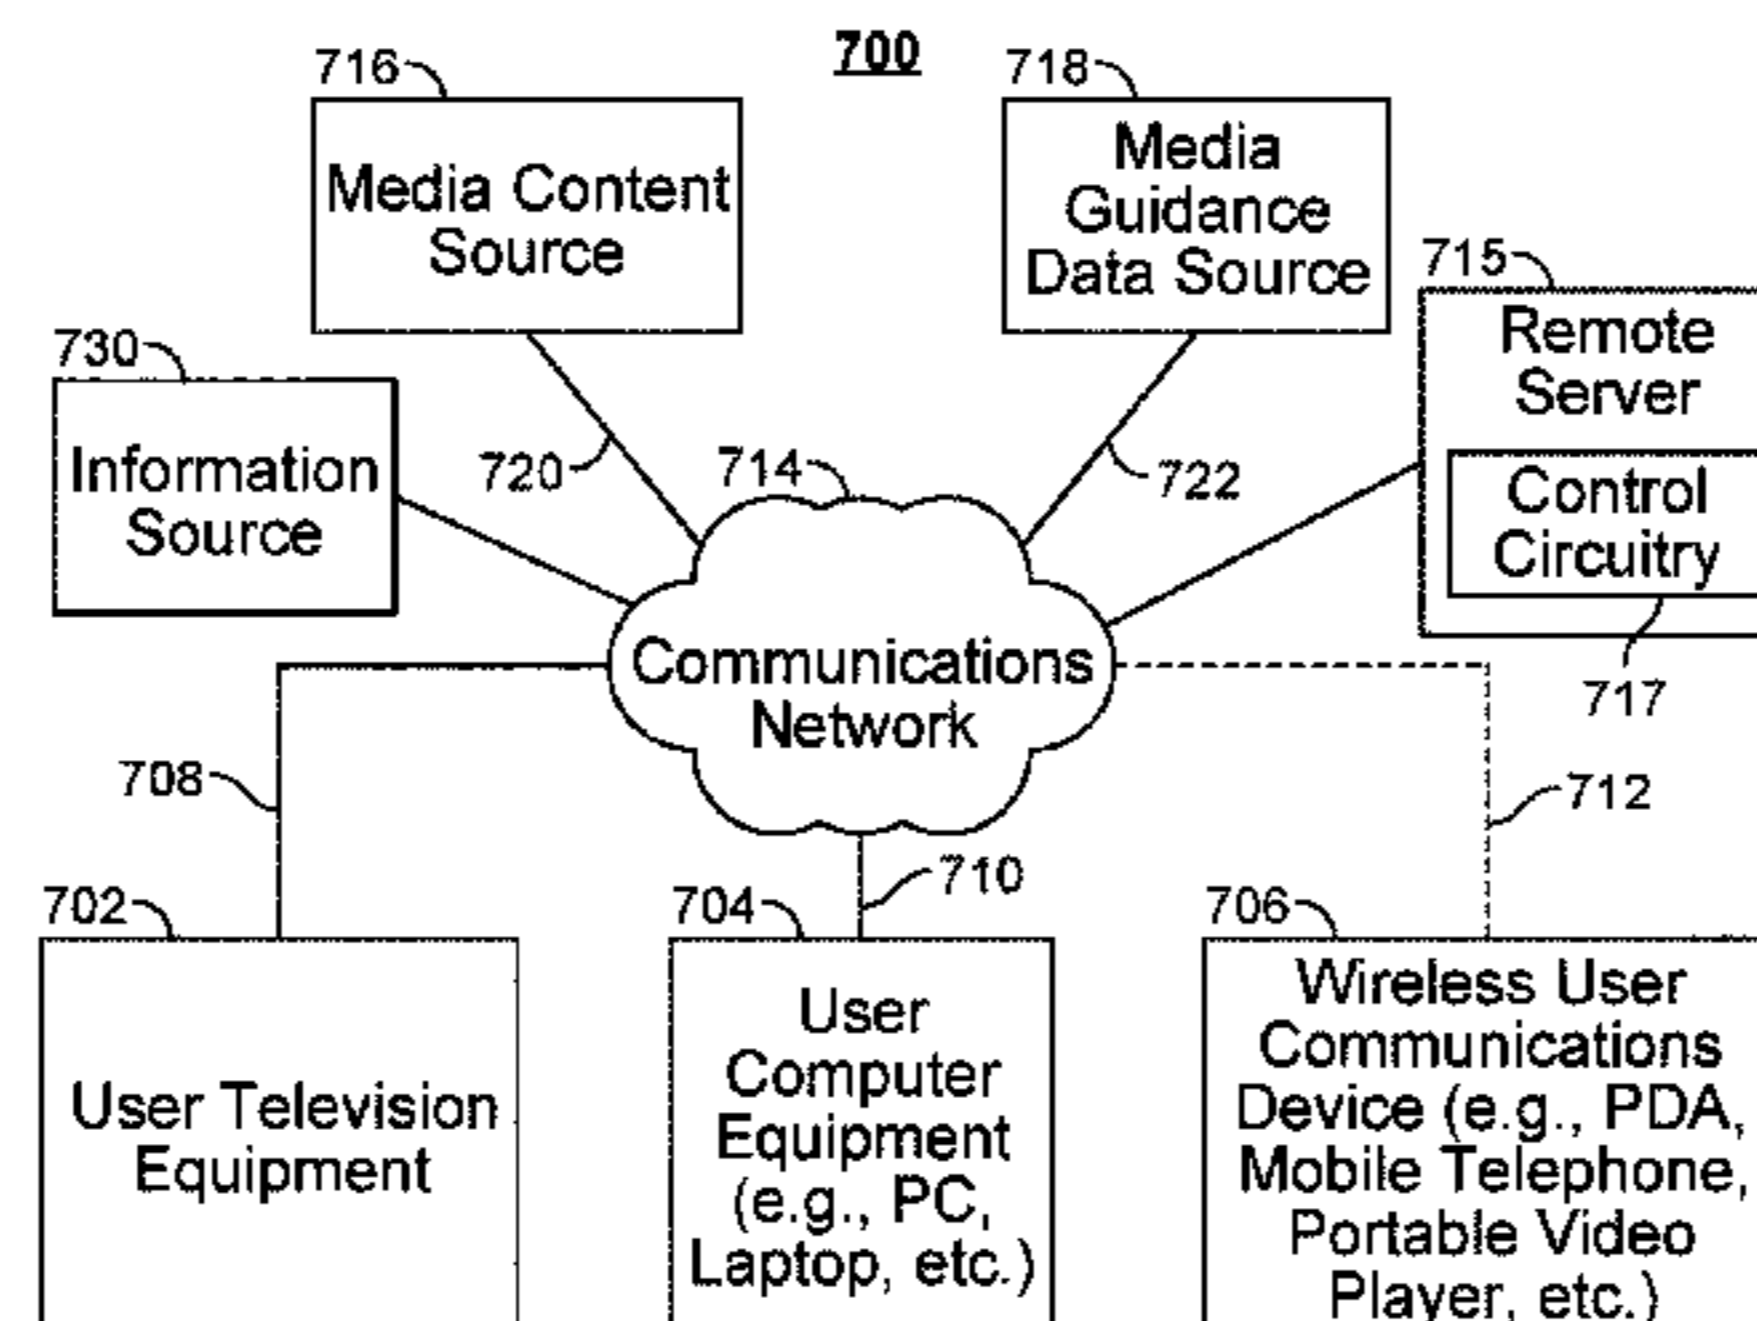 700
716
Media Content
Source
718
Media
Guidance
Data Source
715
Remote
Server
Control
Circuitry
717
730
Information
Source
720
714
722
Communications
Network
708
710
712
702
User Television
Equipment
704
User
Computer
Equipment
(e.g., PC,
Laptop, etc.)
706
Wireless User
Communications
Device (e.g., PDA,
Mobile Telephone,
Portable Video
Player, etc.)